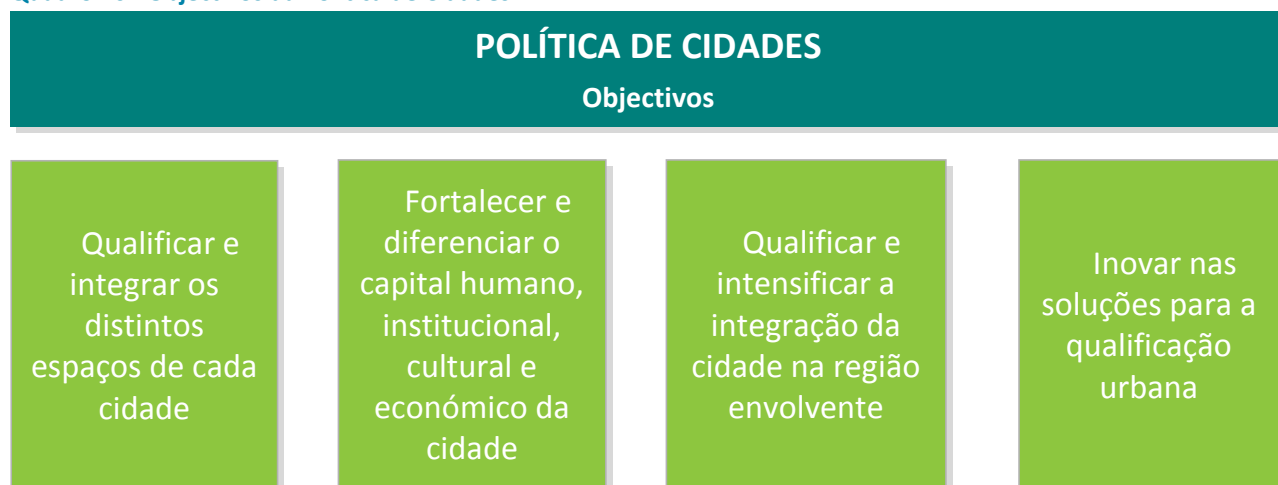 POLÍTICA DE CIDADES
Objectivos
Qualificar e
integrar os
distintos
espaços de cada
cidade
Fortalecer e
diferenciar o
capital humano,
institucional,
cultural e
económico da
cidade
Qualificar e
intensificar a
integração da
cidade na região
envolvente
Inovar nas
soluções para a
qualificação
urbana